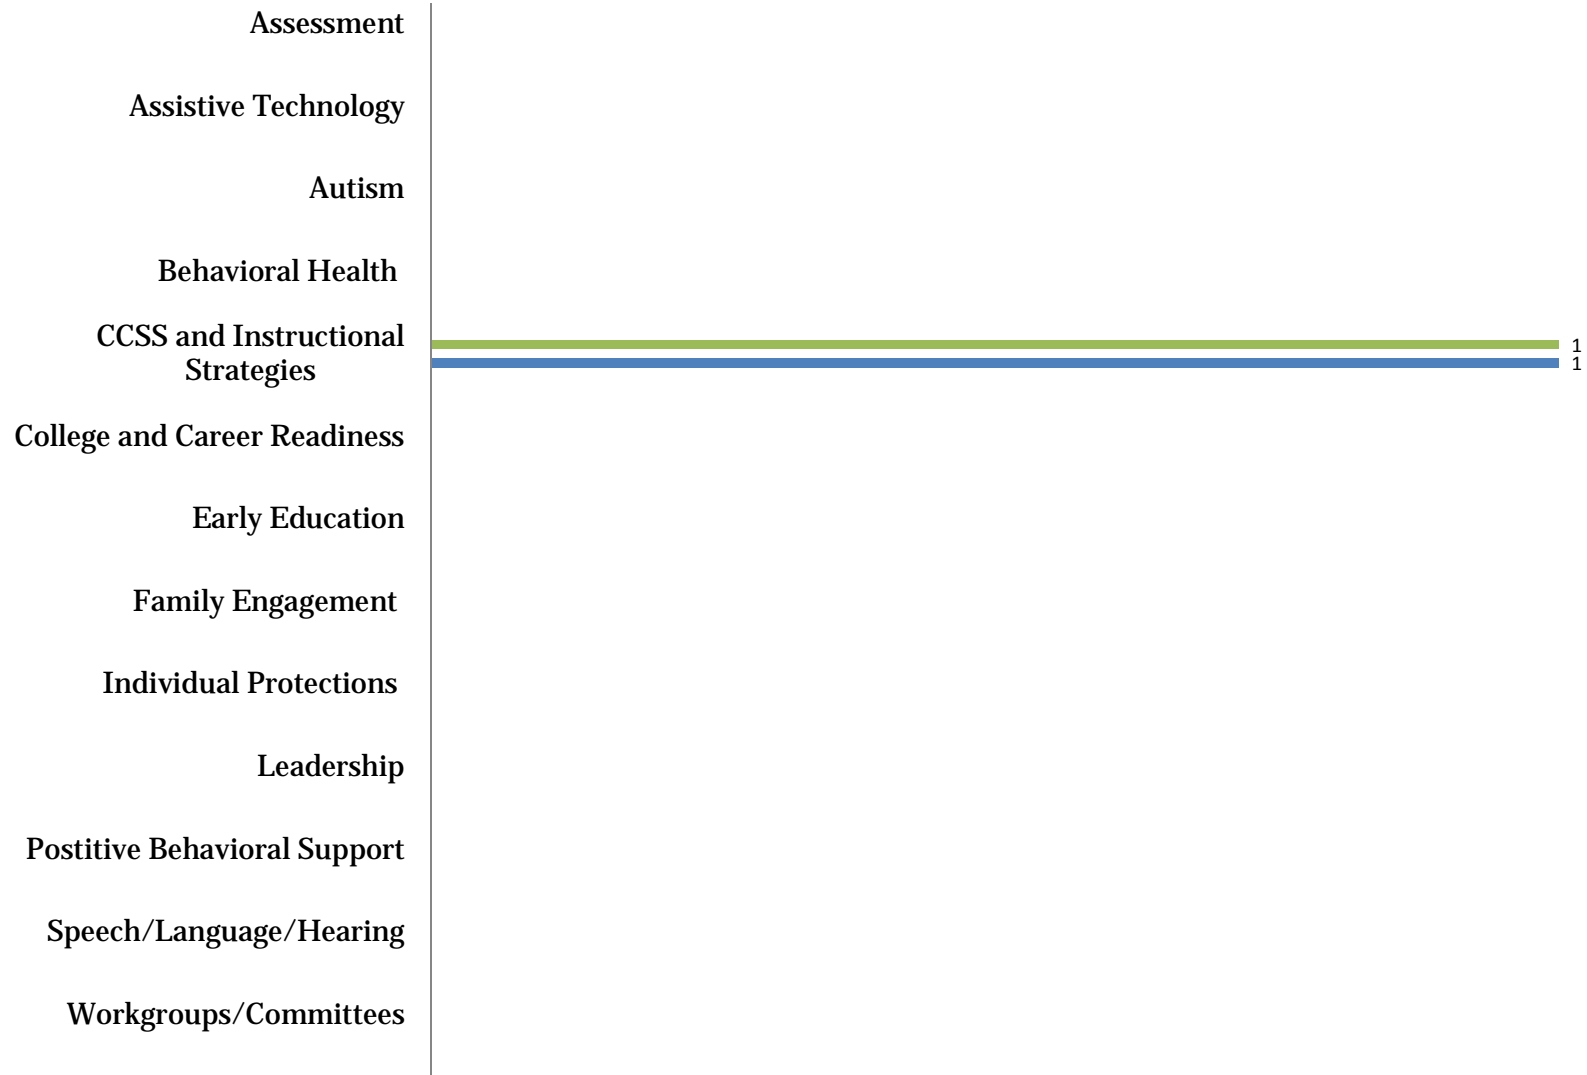 Assessment
Assistive Technology
Autism
Behavioral Health
CCSS and Instructional
Strategies
1
1
College and Career Readiness
Early Education
Family Engagement
Individual Protections
Leadership
Postitive Behavioral Support
Speech/Language/Hearing
Workgroups/Committees